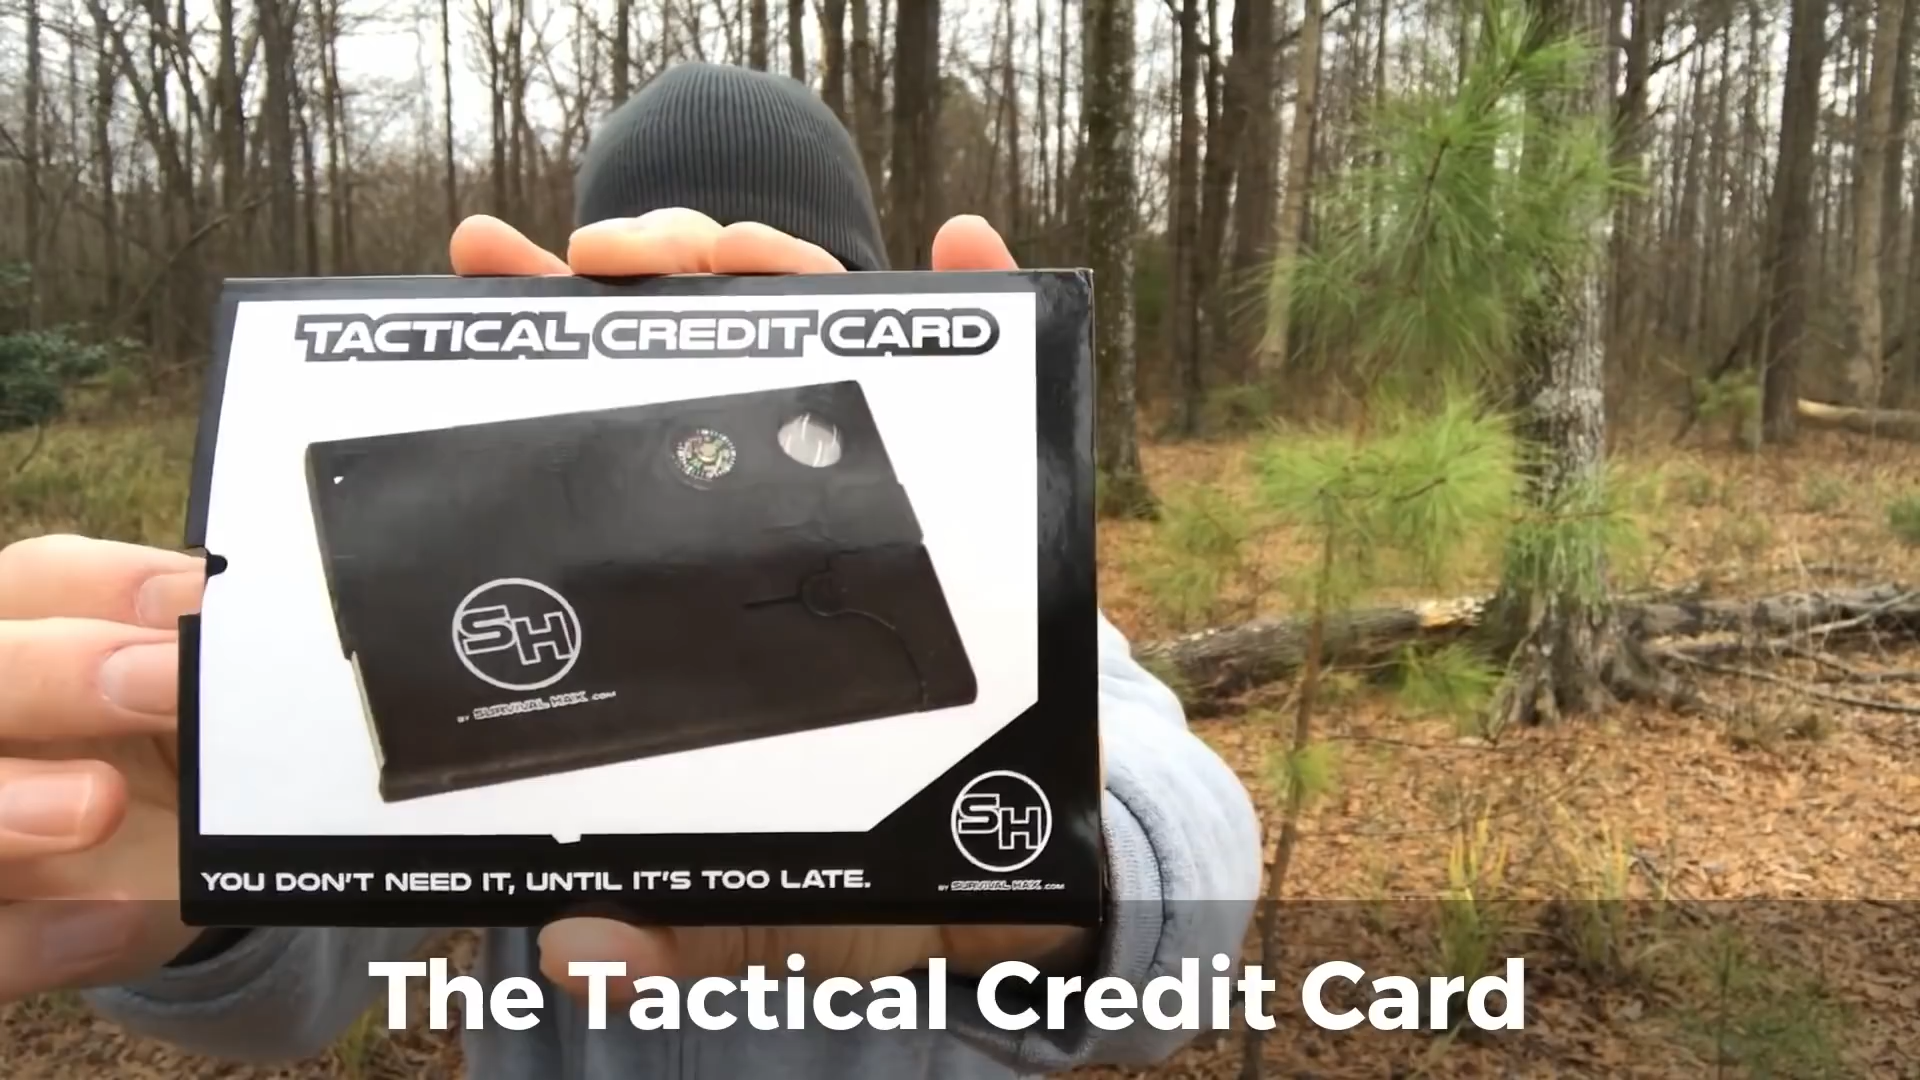 TACTICAL CREDIT CARD
SH
BY SURVIVAL HAX .COM
YOU DON'T NEED IT, UNTIL IT'S TOO LATE.
SH
BY SURVIVAL HAX .COM
The Tactical Credit Card